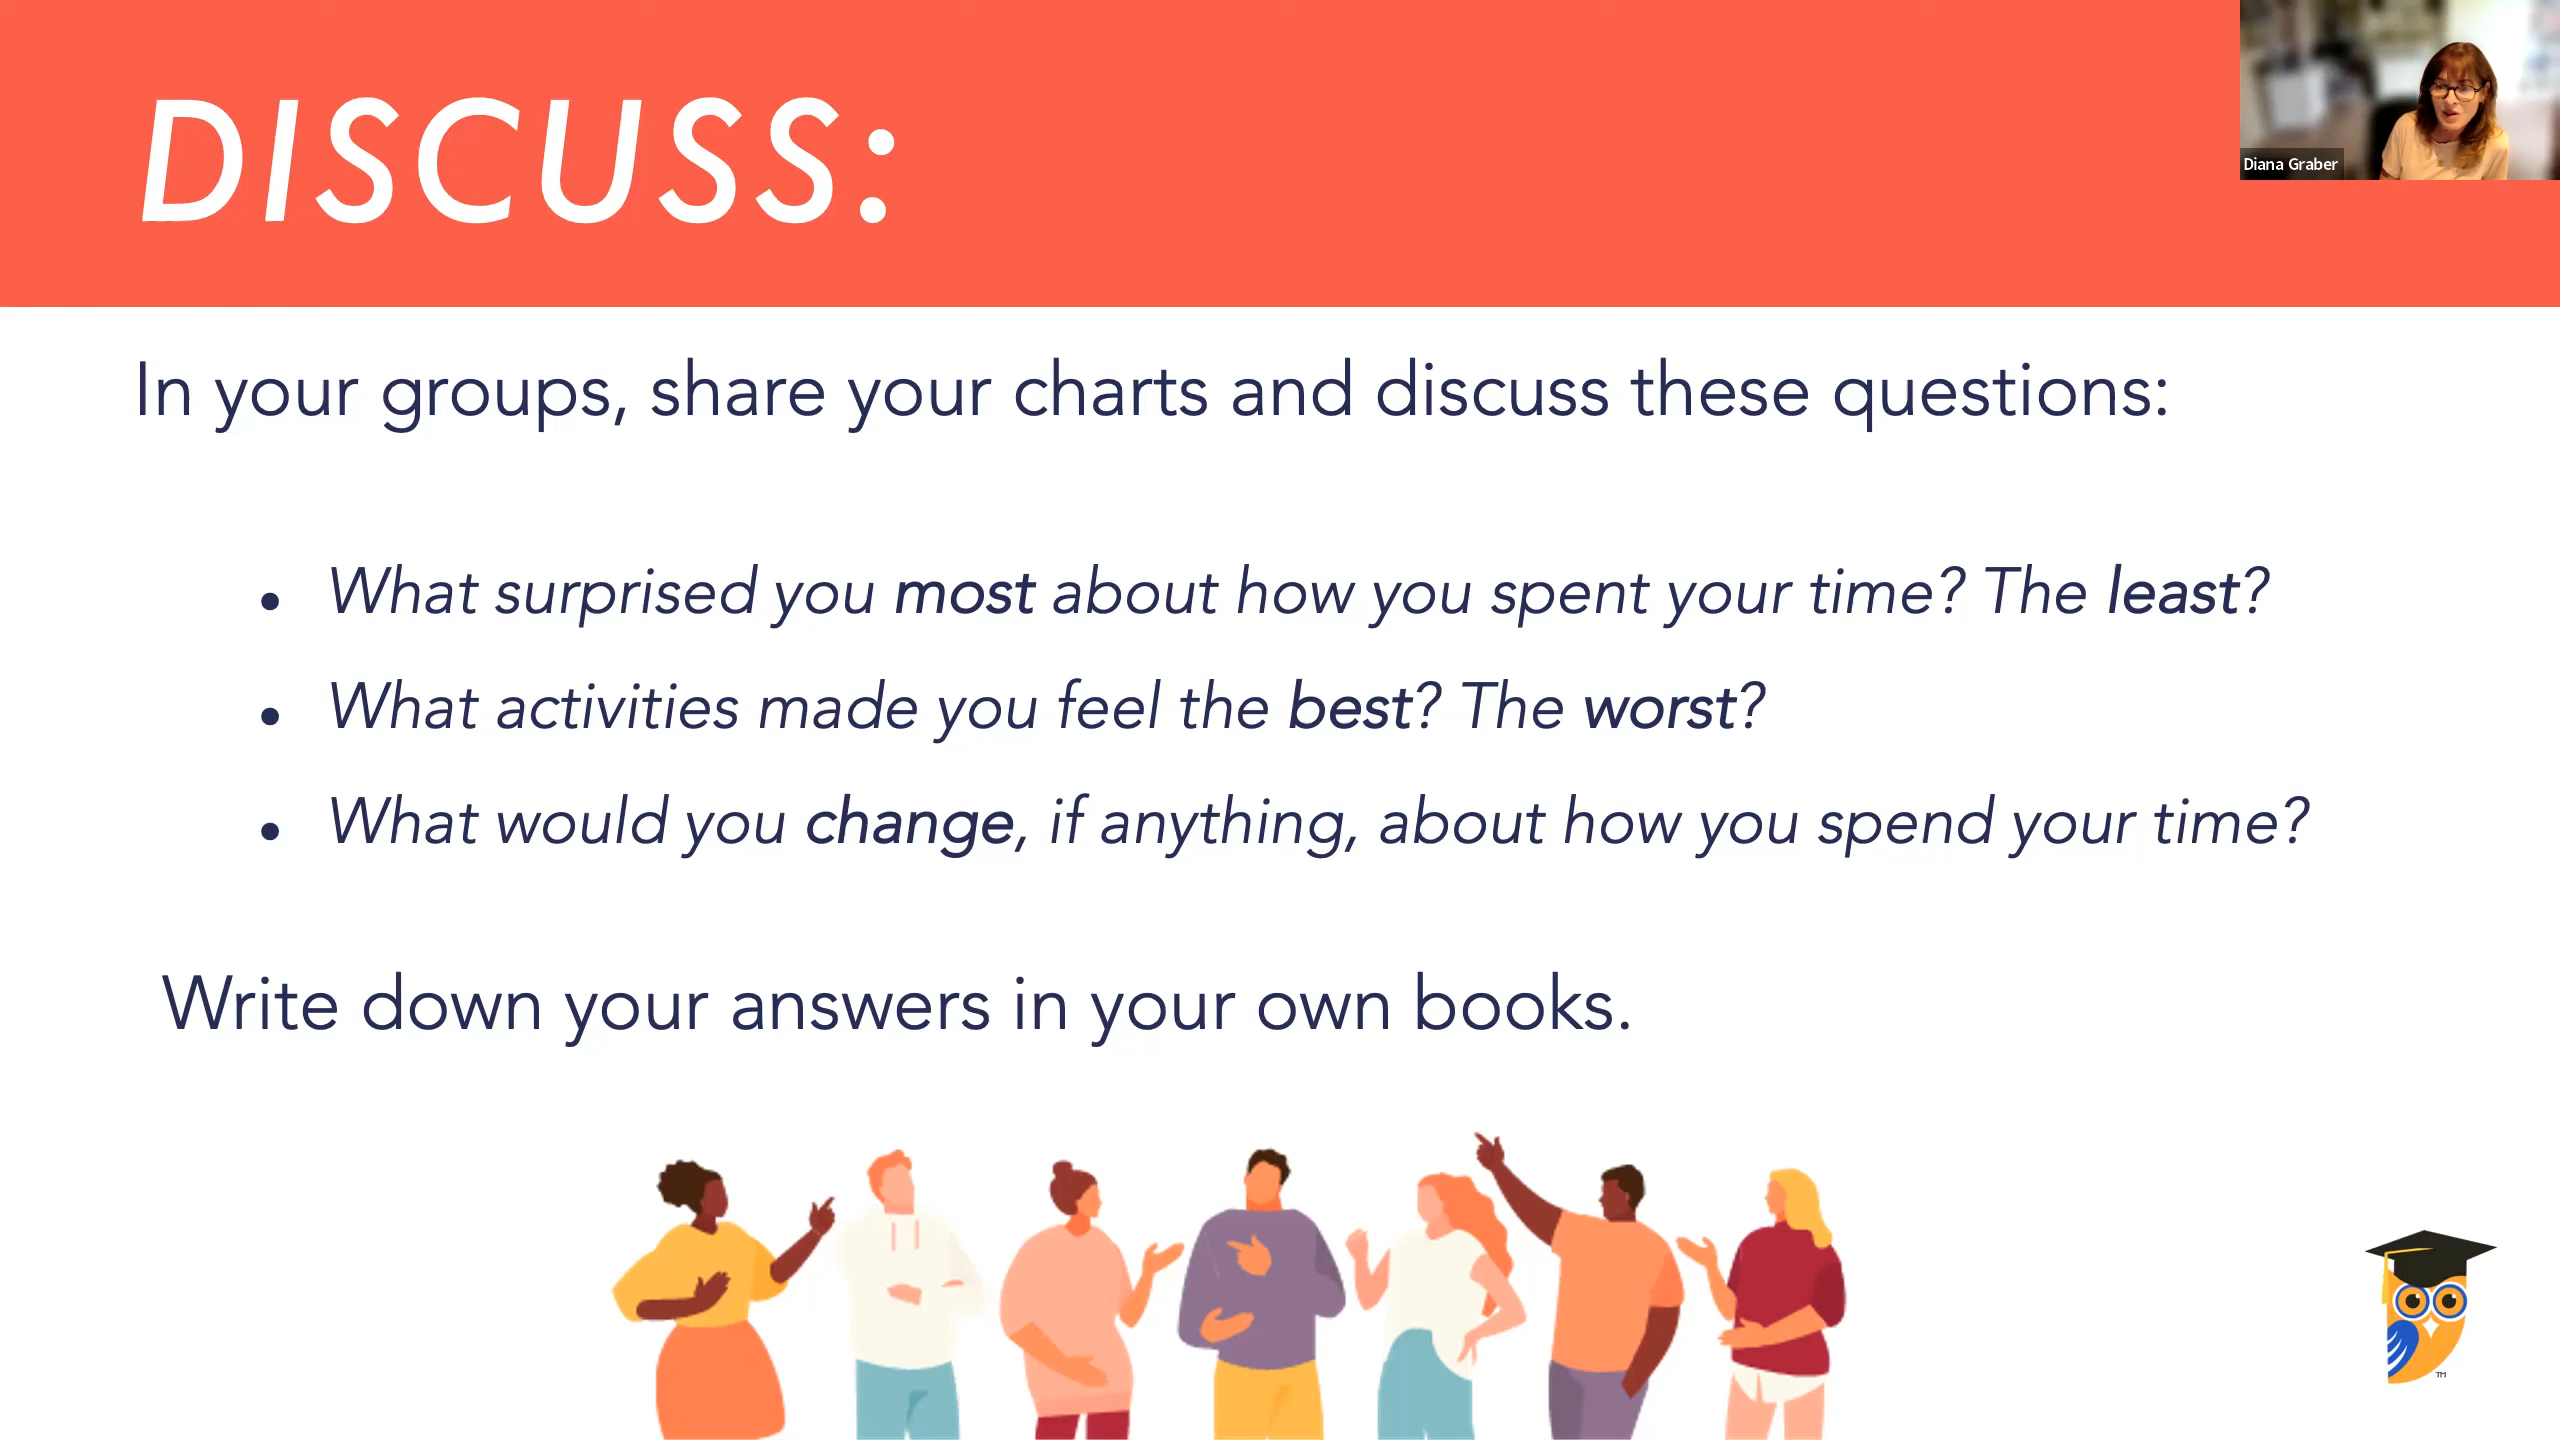 DISCUSS:
Diana Graber
In your groups, share your charts and discuss these questions:
• What surprised you most about how you spent your time? The least?
• What activities made you feel the best? The worst?
• What would you change, if anything, about how you spend your time?
Write down your answers in your own books.
TM